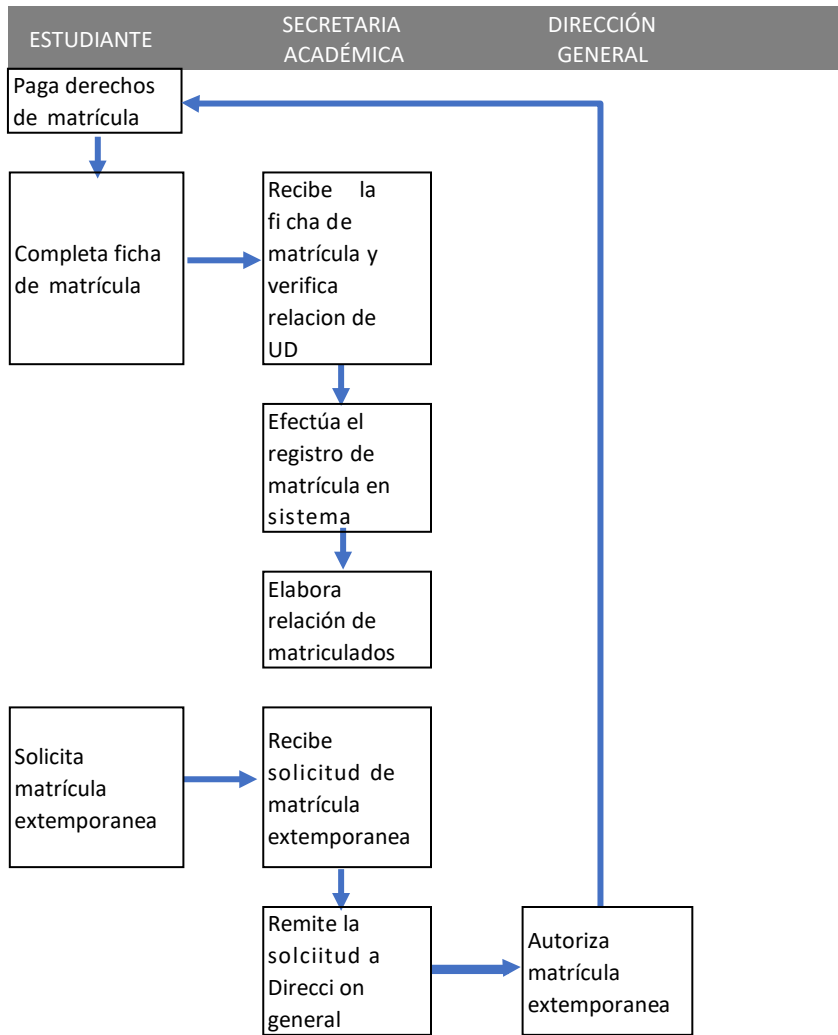 ESTUDIANTE
SECRETARIA
ACADÉMICA
DIRECCIÓN
GENERAL
Paga derechos
de matrícula
Completa ficha
de matrícula
Recibe la
fi cha de
matrícula y
verifica
relacion de
UD
Efectúa el
registro de
matrícula en
sistema
Elabora
relación de
matriculados
Solicita
matrícula
extemporanea
Recibe
solicitud de
matrícula
extemporanea
Remite la
solciitud a
Direcci on
general
Autoriza
matrícula
extemporanea